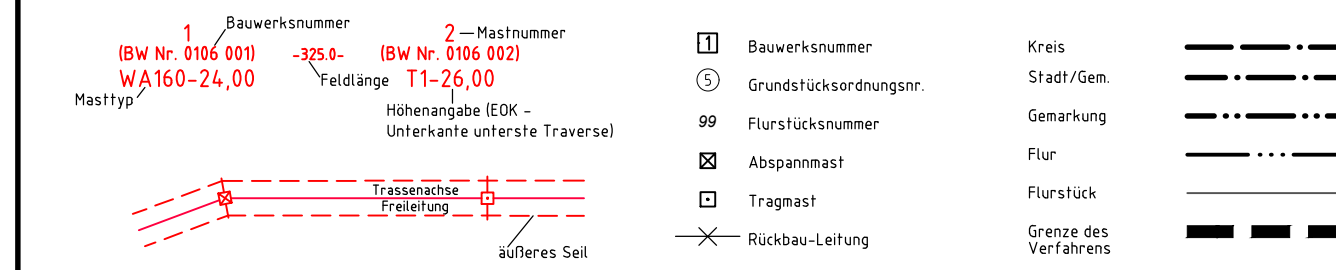 Bauwerksnummer
1
2
Mastnummer
(BW Nr. 0106 001)
-325.0-
(BW Nr. 0106 002)
WA160-24,00
Feldlänge
T1-26,00
Masttyp
Höhenangabe (EOK -
Unterkante unterste Traverse)
Trassenachse
Freileitung
äußeres Seil
1
Bauwerksnummer
5
Grundstücksordnungsnr.
99
Flurstücksnummer
Abspannmast
Tragmast
Rückbau-Leitung
Kreis
Stadt/Gem.
Gemarkung
Flur
Flurstück
Grenze des
Verfahrens